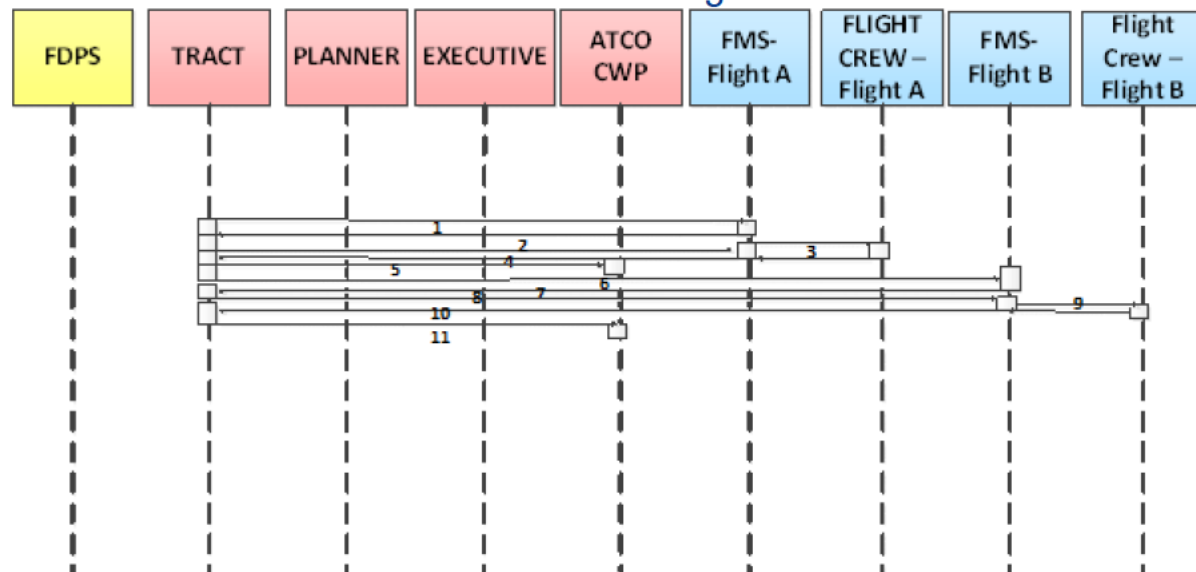 FDPS
TRACT
PLANNER
EXECUTIVE
ATCO
CWP
FMS-
Flight A
FLIGHT
CREW –
Flight A
FMS-
Flight B
Flight
Crew –
Flight B
1
2
3
4
5
6
7
8
9
10
11